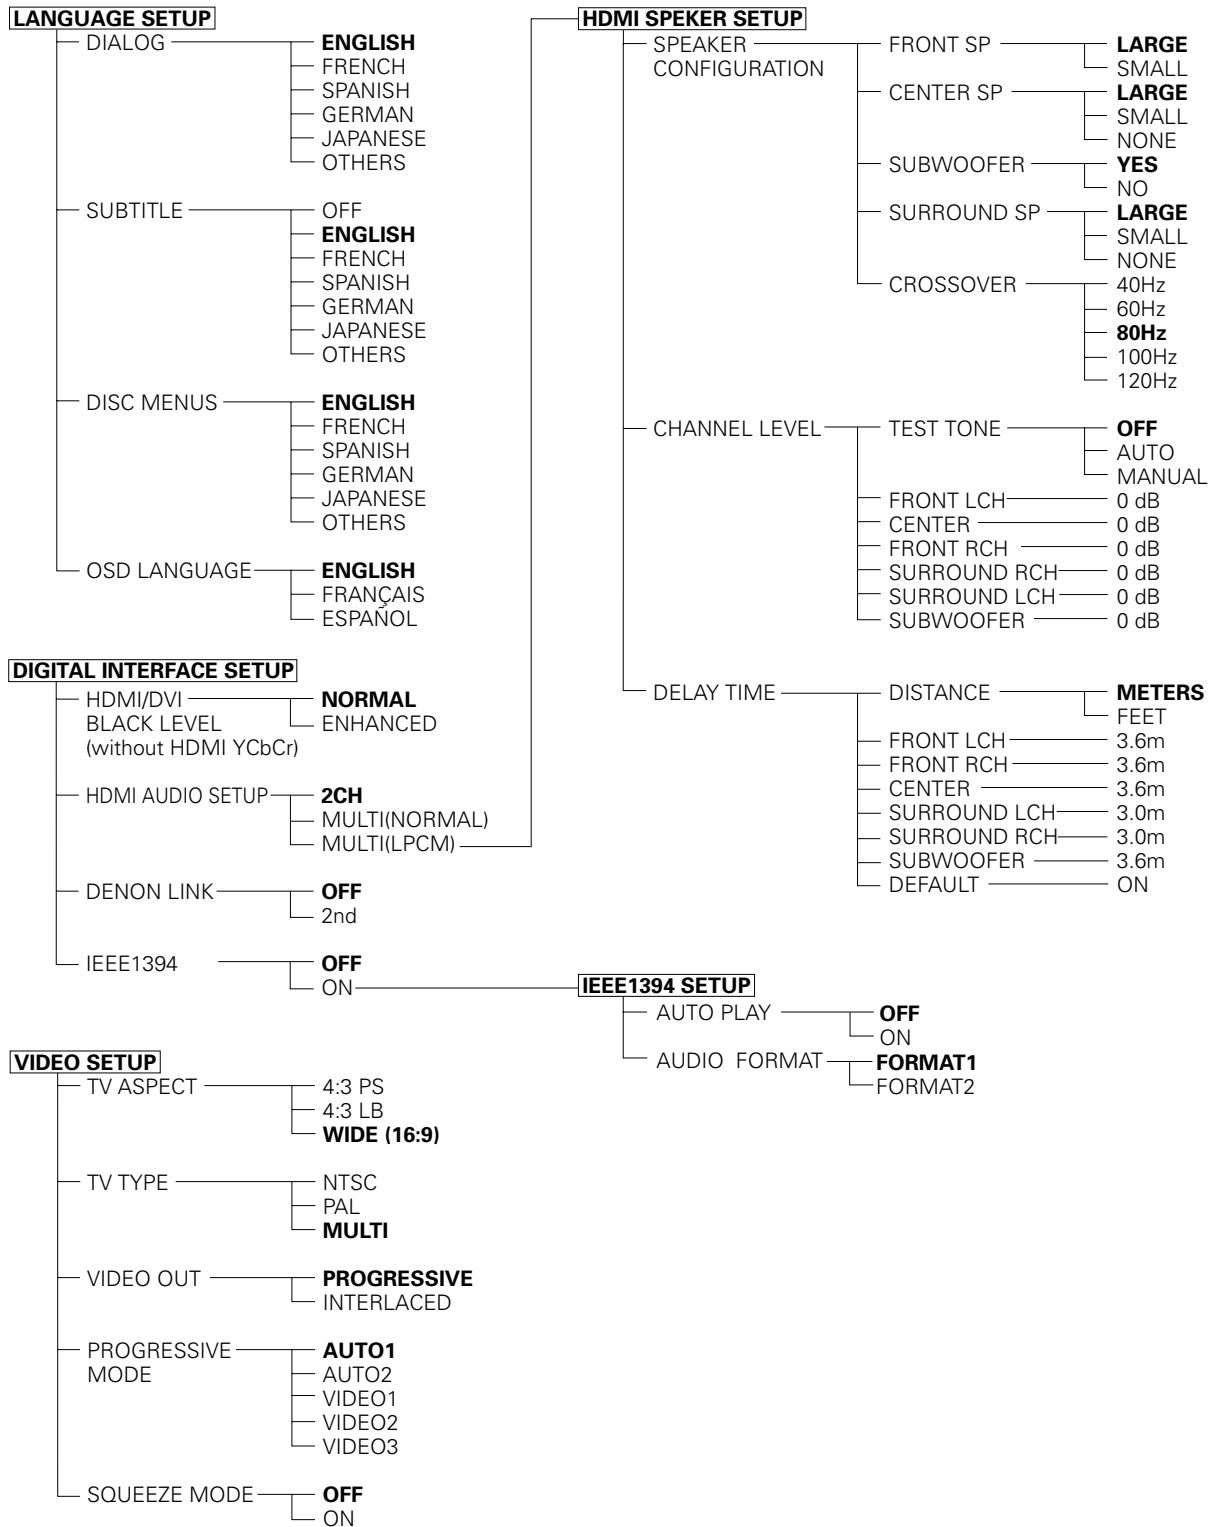 LANGUAGE SETUP
DIALOG
ENGLISH
FRENCH
SPANISH
GERMAN
JAPANESE
OTHERS
SUBTITLE
OFF
ENGLISH
FRENCH
SPANISH
GERMAN
JAPANESE
OTHERS
DISC MENUS
ENGLISH
FRENCH
SPANISH
GERMAN
JAPANESE
OTHERS
OSD LANGUAGE
ENGLISH
FRANÇAIS
ESPAÑOL
DIGITAL INTERFACE SETUP
HDMI/DVI
BLACK LEVEL
(without HDMI YCbCr)
NORMAL
ENHANCED
HDMI AUDIO SETUP
2CH
MULTI(NORMAL)
MULTI(LPCM)
DENON LINK
OFF
2nd
IEEE1394
OFF
ON
VIDEO SETUP
TV ASPECT
4:3 PS
4:3 LB
WIDE (16:9)
TV TYPE
NTSC
PAL
MULTI
VIDEO OUT
PROGRESSIVE
INTERLACED
PROGRESSIVE
MODE
AUTO1
AUTO2
VIDEO1
VIDEO2
VIDEO3
SQUEEZE MODE
OFF
ON
HDMI SPEKER SETUP
SPEAKER
CONFIGURATION
FRONT SP
LARGE
SMALL
CENTER SP
LARGE
SMALL
NONE
SUBWOOFER
YES
NO
SURROUND SP
LARGE
SMALL
NONE
CROSSOVER
40Hz
60Hz
80Hz
100Hz
120Hz
CHANNEL LEVEL
TEST TONE
OFF
AUTO
MANUAL
FRONT LCH 0 dB
CENTER 0 dB
FRONT RCH 0 dB
SURROUND RCH 0 dB
SURROUND LCH 0 dB
SUBWOOFER 0 dB
DELAY TIME
DISTANCE
METERS
FEET
FRONT LCH 3.6m
FRONT RCH 3.6m
CENTER 3.6m
SURROUND LCH 3.0m
SURROUND RCH 3.0m
SUBWOOFER 3.6m
DEFAULT ON
IEEE1394 SETUP
AUTO PLAY
OFF
ON
AUDIO FORMAT
FORMAT1
FORMAT2